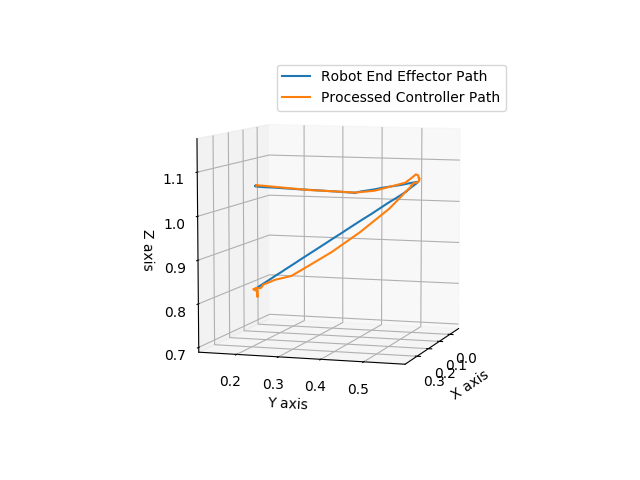 Robot End Effector Path
Processed Controller Path
1.1
1.0
0.9
0.8
0.7
Z axis
0.2
0.3
0.4
0.5
Y axis
0.0
0.1
0.2
0.3
X axis